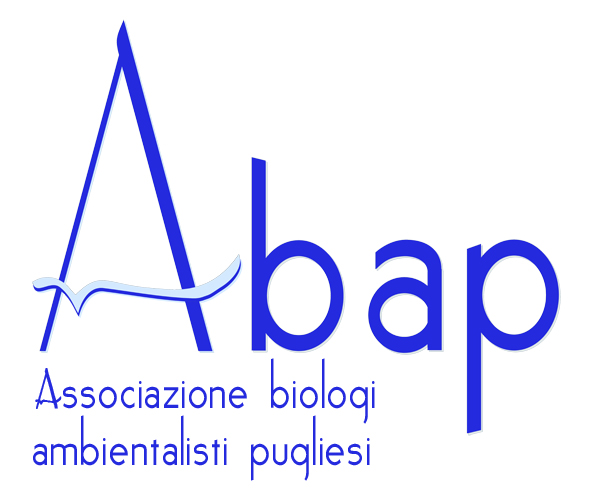 Abap
Associazione biologi
ambientalisti pugliesi